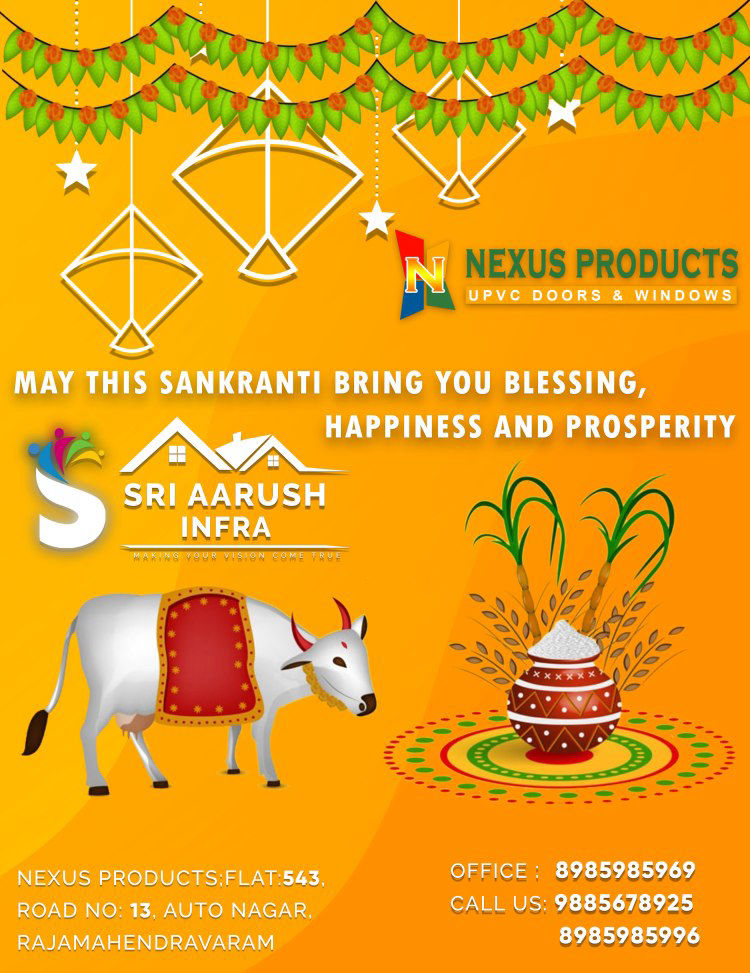 N
NEXUS PRODUCTS
UPVC DOORS & WINDOWS
MAY THIS SANKRANTI BRING YOU BLESSING,
HAPPINESS AND PROSPERITY
S
SRI AARUSH
INFRA
MAKING YOUR VISION COME TRUE
NEXUS PRODUCTS;FLAT:543,
ROAD NO: 13, AUTO NAGAR,
RAJAMAHENDRAVARAM
OFFICE : 8985985969
CALL US: 9885678925
8985985996